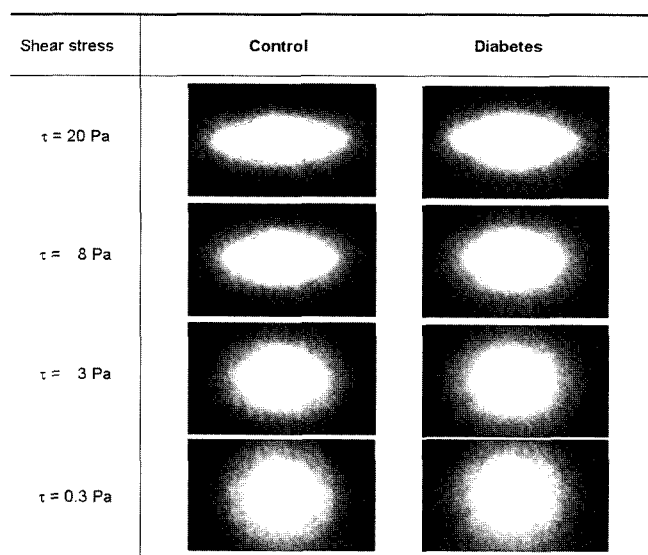 Shear stress Control Diabetes
τ = 20 Pa
τ = 8 Pa
τ = 3 Pa
τ = 0.3 Pa